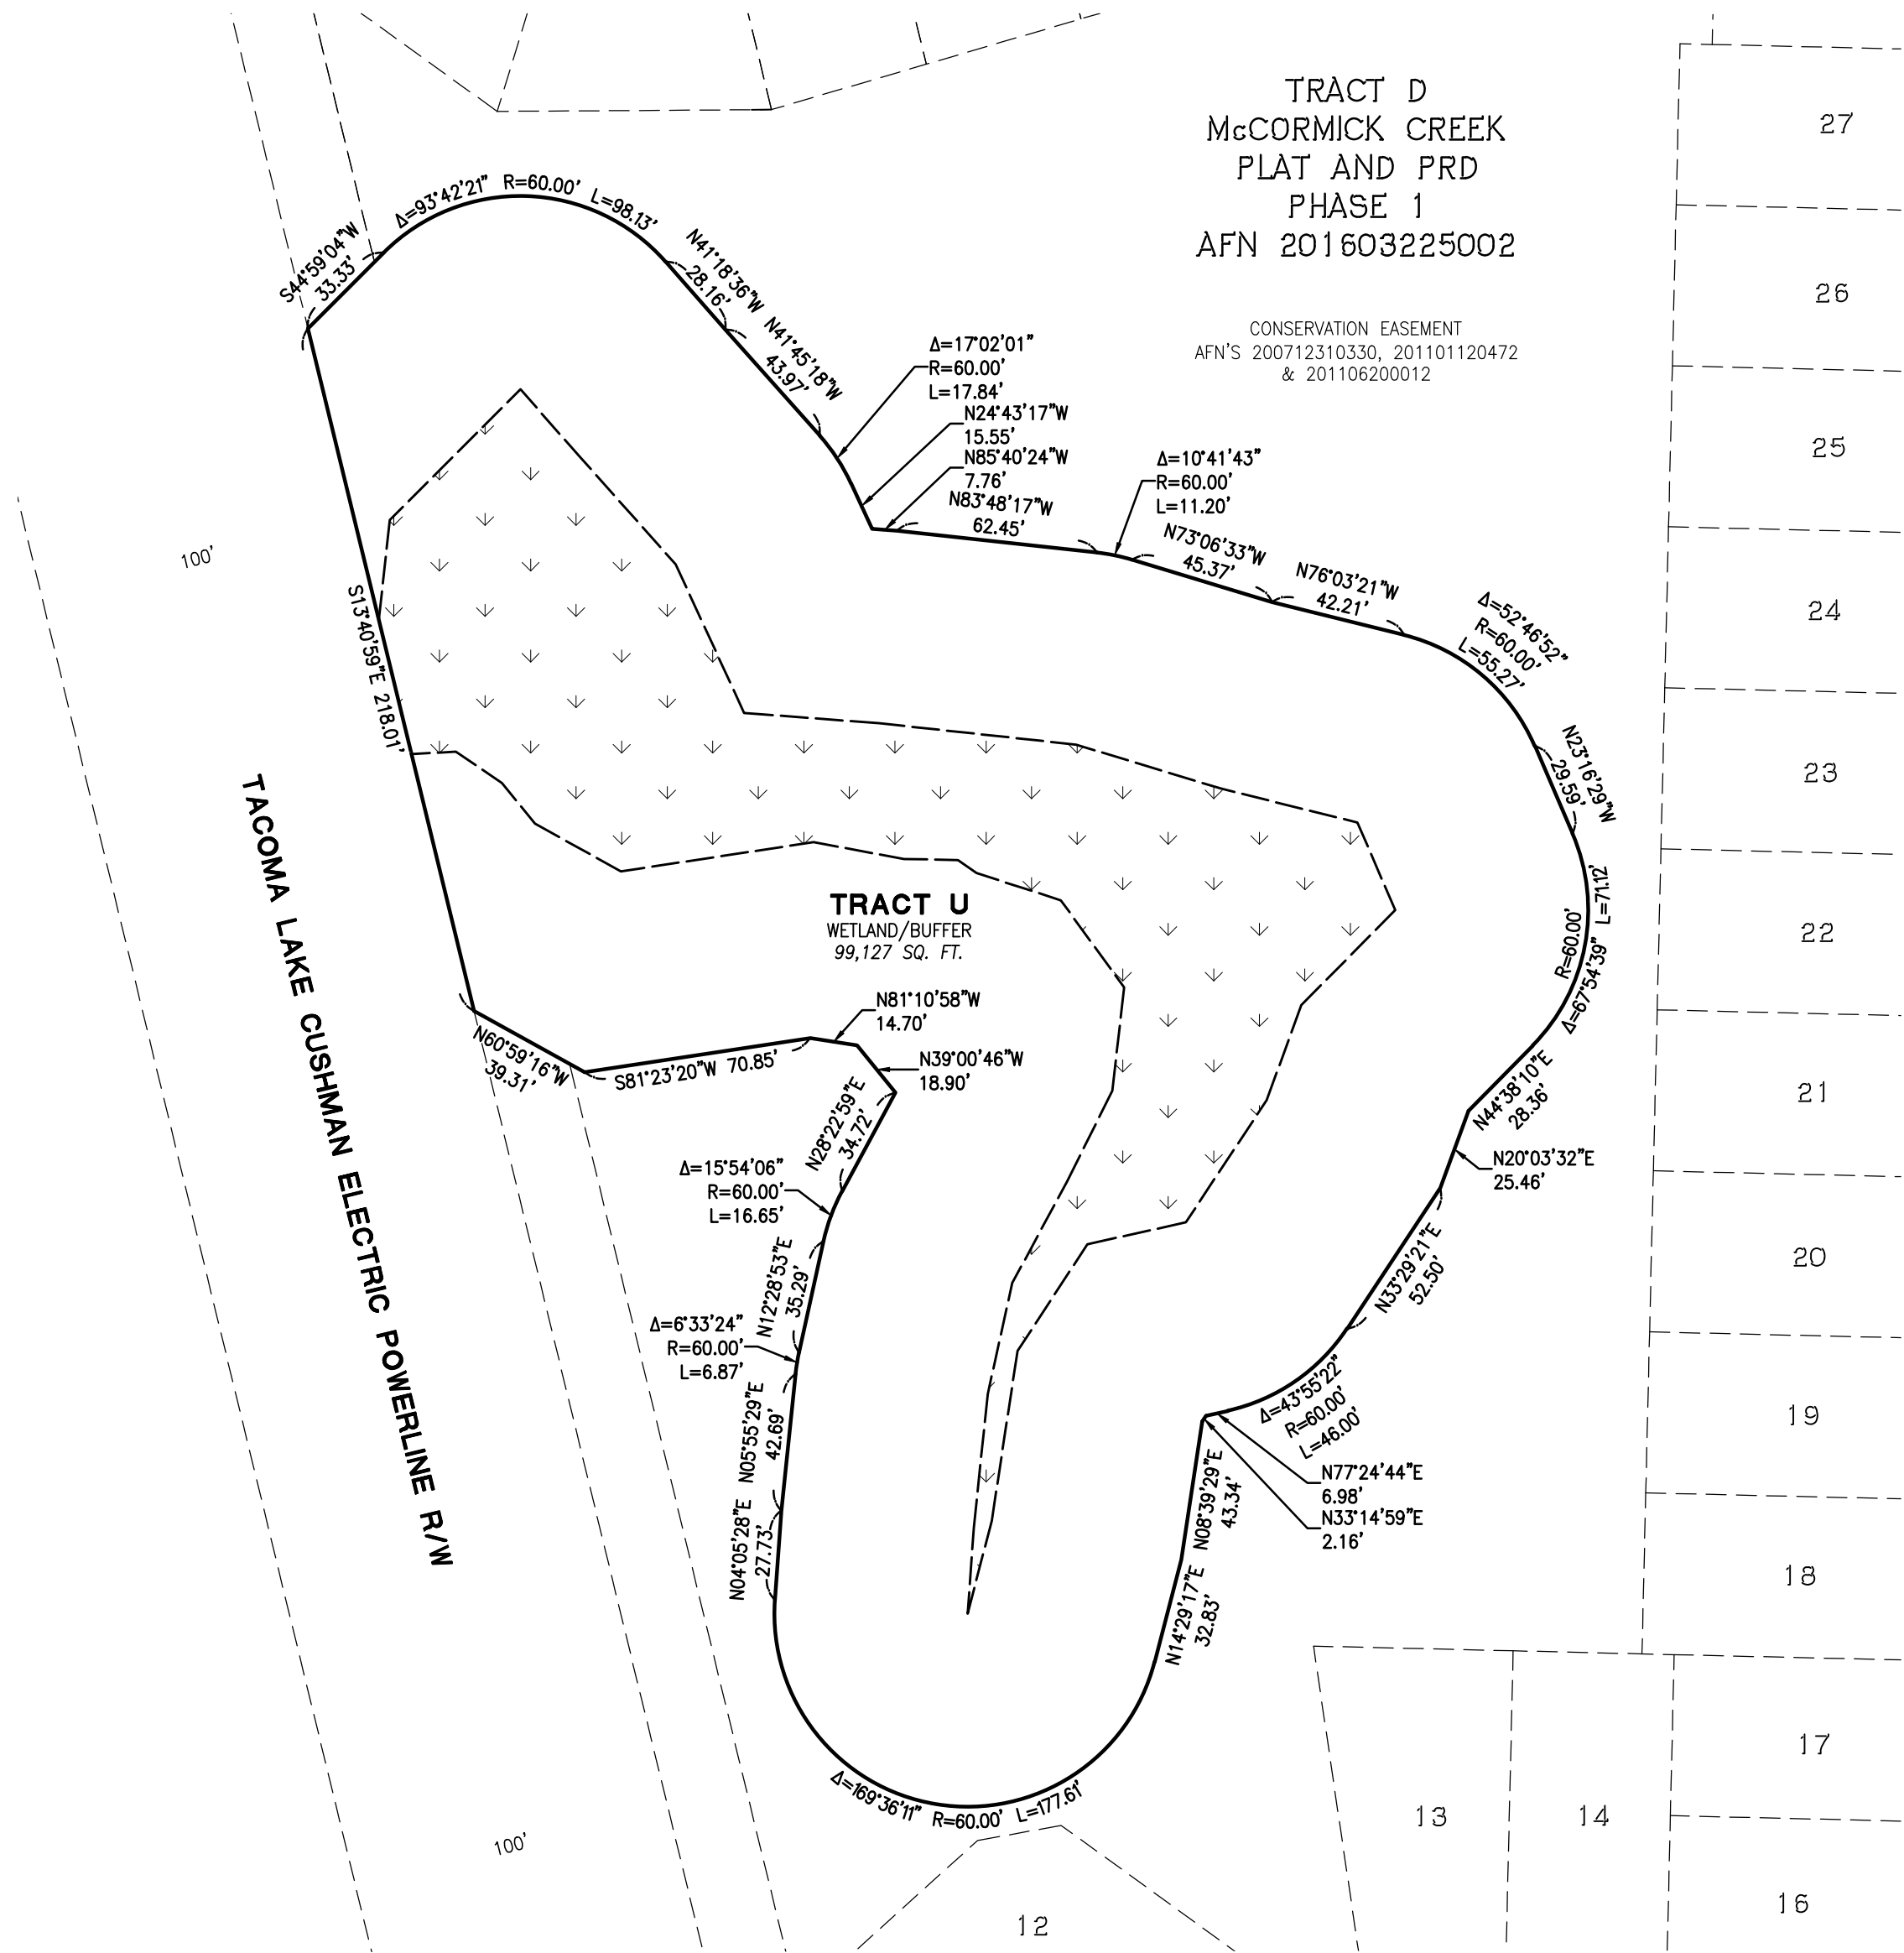 TRACT D
McCORMICK CREEK
PLAT AND PRD
PHASE 1
AFN 201603225002
CONSERVATION EASEMENT
AFN'S 200712310330, 201101120472
& 201106200012
27
26
25
24
23
22
21
20
19
18
17
16
14
13
12
S44°59'04"W
33.33'
Δ=93°42'21" R=60.00' L=98.13'
N41°18'36"W
28.16'
N41°45'18"W
43.97'
Δ=17°02'01"
R=60.00'
L=17.84'
N24°43'17"W
15.55'
N85°40'24"W
7.76'
N83°48'17"W
62.45'
Δ=10°41'43"
R=60.00'
L=11.20'
N73°06'33"W
45.37'
N76°03'21"W
42.21'
Δ=52°46'52"
R=60.00'
L=55.27'
N23°16'29"W
29.59'
Δ=67°54'39" L=71.12'
R=60.00'
N44°38'10"E
28.36'
N20°03'32"E
25.46'
N33°29'21"E
52.50'
Δ=43°55'22"
R=60.00'
L=46.00'
N77°24'44"E
6.98'
N33°14'59"E
2.16'
N08°39'29"E
43.34'
N14°29'17"E
32.83'
Δ=169°36'11" R=60.00' L=177.61'
N04°05'28"E
27.73'
N05°55'29"E
42.69'
Δ=6°33'24"
R=60.00'
L=6.87'
N12°28'53"E
35.29'
Δ=15°54'06"
R=60.00'
L=16.65'
N28°22'59"E
34.72'
N39°00'46"W
18.90'
N81°10'58"W
14.70'
S81°23'20"W 70.85'
N60°59'16"W
39.31'
S13°40'59"E 218.01'
TRACT U
WETLAND/BUFFER
99,127 SQ. FT.
100'
TACOMA LAKE CUSHMAN ELECTRIC POWERLINE R/W
100'